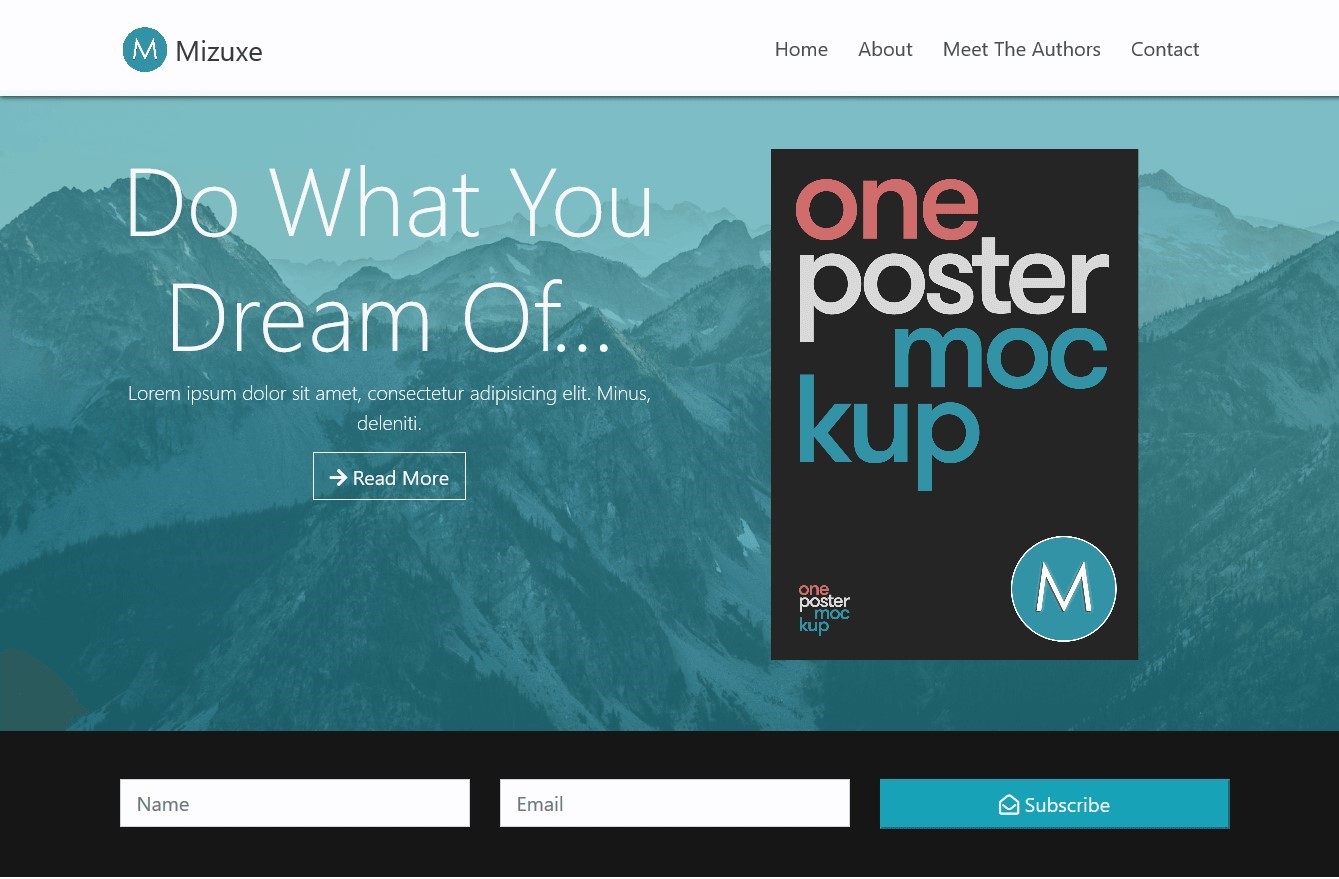 M Mizuxe
Home About Meet The Authors Contact
Do What You
Dream Of...
Lorem ipsum dolor sit amet, consectetur adipisicing elit. Minus,
deleniti.
Read More
one
poster
moc
kup
one
poster
moc
kup
M
Name
Email
Subscribe